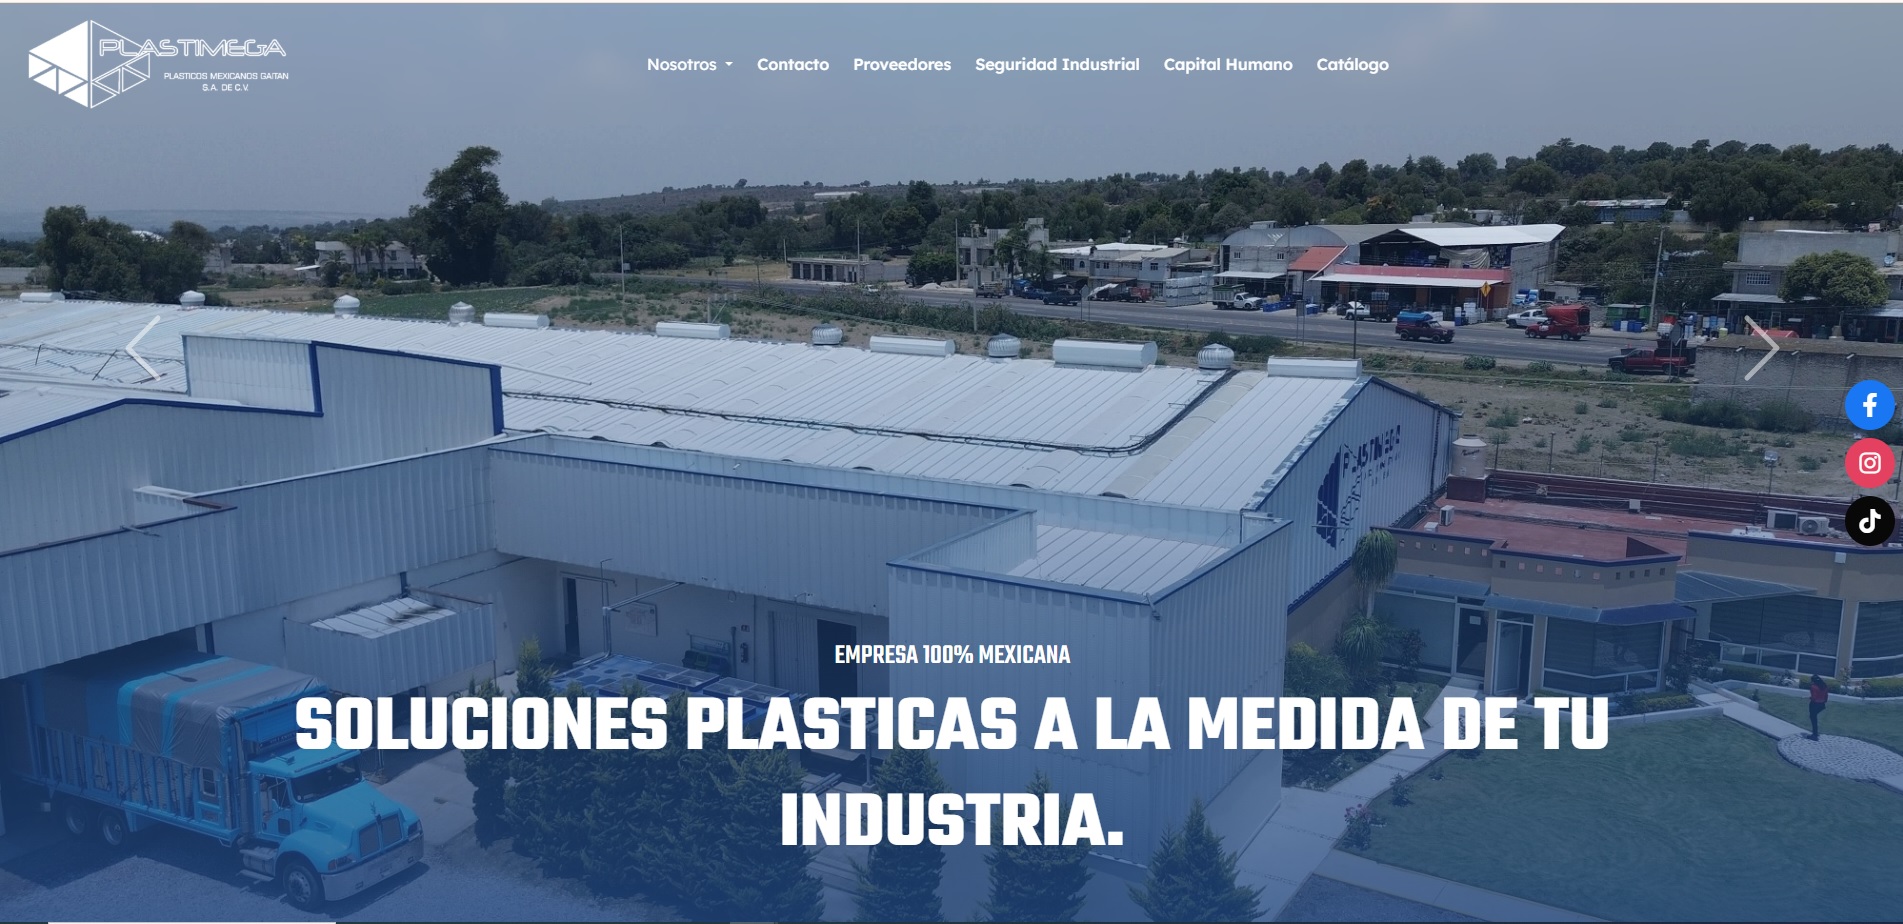 PLASTIMEGA
PLASTICOS MEXICANOS GAITAN
S.A. DE C.V.
Nosotros Contacto Proveedores Seguridad Industrial Capital Humano Catálogo
PLASTIMEGA
EMPRESA 100% MEXICANA
SOLUCIONES PLASTICAS A LA MEDIDA DE TU
INDUSTRIA.